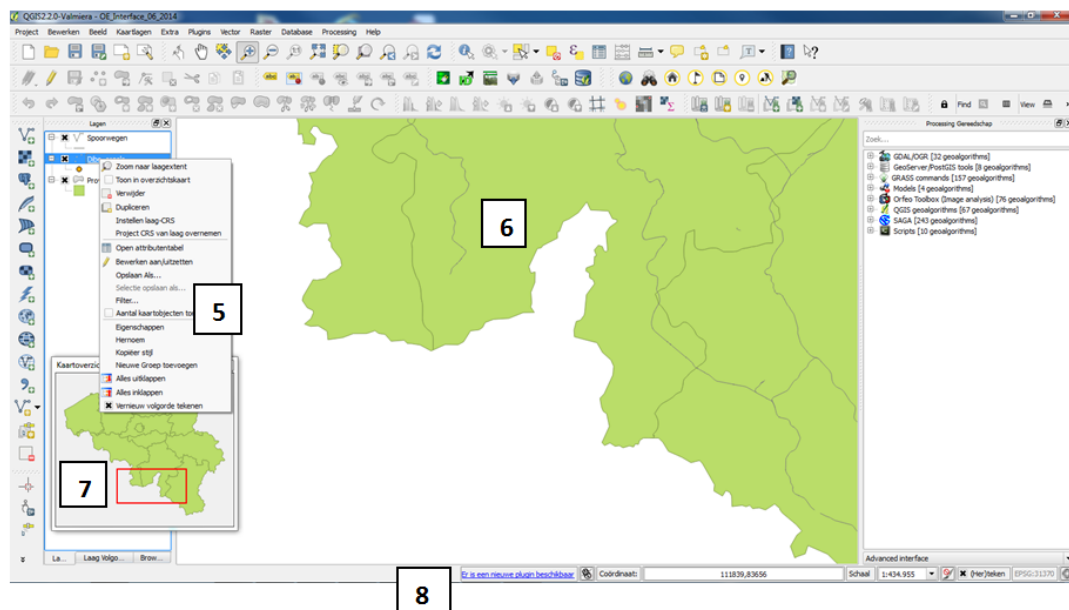 QGIS2.2.0-Valmiera - OE_Interface_06_2014
Project Bewerken Beeld Kaartlagen Extra Plugins Vector Raster Database Processing Help
Find View
Lagen
Spoorwegen
Zoom naar laagextent
Toon in overzichtskaart
Verwijder
Dupliceren
Instellen laag-CRS
Project CRS van laag overnemen
Open attributentabel
Bewerken aan/uitzetten
Opslaan Als...
Selectie opslaan als...
Filter...
Aantal kaartobjecten
Eigenschappen
Hernoem
Kopiëer stijl
Nieuwe Groep toevoegen
Alles uitklappen
Alles inklappen
Vernieuw volgorde tekenen
5
6
Kaartoverzi
7
La... Laag Volgo... Brow...
Processing Gereedschap
Zoek...
GDAL/OGR [32 geoalgorithms]
GeoServer/PostGIS tools [8 geoalgorithms]
GRASS commands [157 geoalgorithms]
Models [4 geoalgorithms]
Orfeo Toolbox (Image analysis) [76 geoalgorithms]
QGIS geoalgorithms [67 geoalgorithms]
SAGA [243 geoalgorithms]
Scripts [10 geoalgorithms]
Advanced interface
8
Er is een nieuwe plugin beschikbaar Coördinaat: 111839,83656 Schaal 1:434.955 (Her)teken EPSG:31370